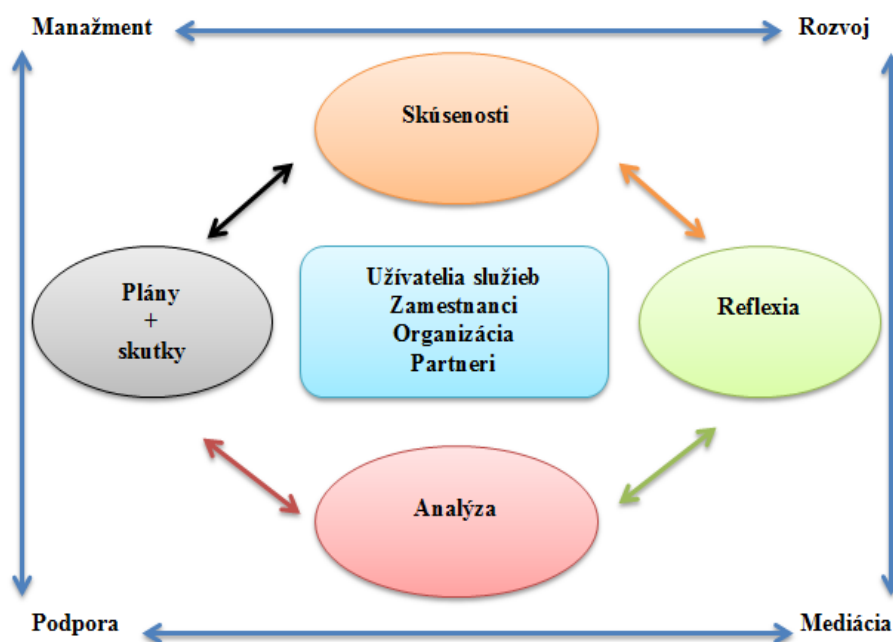 Manažment
Rozvoj
Skúsenosti
Plány
+
skutky
Užívatelia služieb
Zamestnanci
Organizácia
Partneri
Reflexia
Analýza
Podpora
Mediácia